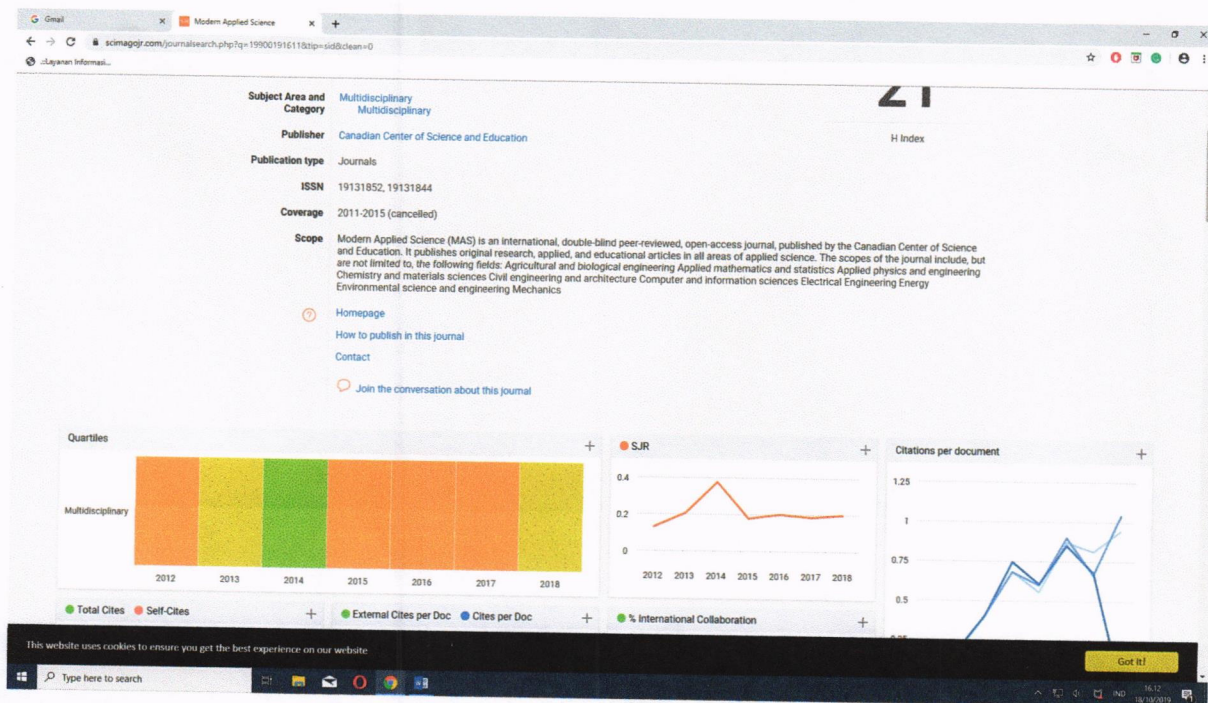 Gmail
Modern Applied Science
scimagojr.com/journalsearch.php?q=19900191611&tip=sid&clean=0
.::Layanan Informasi...
Subject Area and Category
Multidisciplinary
Multidisciplinary
21
H Index
Publisher
Canadian Center of Science and Education
Publication type
Journals
ISSN
19131852, 19131844
Coverage
2011-2015 (cancelled)
Scope
Modern Applied Science (MAS) is an international, double-blind peer-reviewed, open-access journal, published by the Canadian Center of Science
and Education. It publishes original research, applied, and educational articles in all areas of applied science. The scopes of the journal include, but
are not limited to, the following fields: Agricultural and biological engineering Applied mathematics and statistics Applied physics and engineering
Chemistry and materials sciences Civil engineering and architecture Computer and information sciences Electrical Engineering Energy
Environmental science and engineering Mechanics
?
Homepage
How to publish in this journal
Contact
Join the conversation about this journal
Quartiles
+
Multidisciplinary
2012 2013 2014 2015 2016 2017 2018
SJR
+
0.4
0.2
0
2012 2013 2014 2015 2016 2017 2018
Citations per document
+
1.25
1
0.75
0.5
0.25
Total Cites Self-Cites +
External Cites per Doc Cites per Doc +
% International Collaboration +
This website uses cookies to ensure you get the best experience on our website
Got it!
Type here to search
IND
16.12
18/10/2019